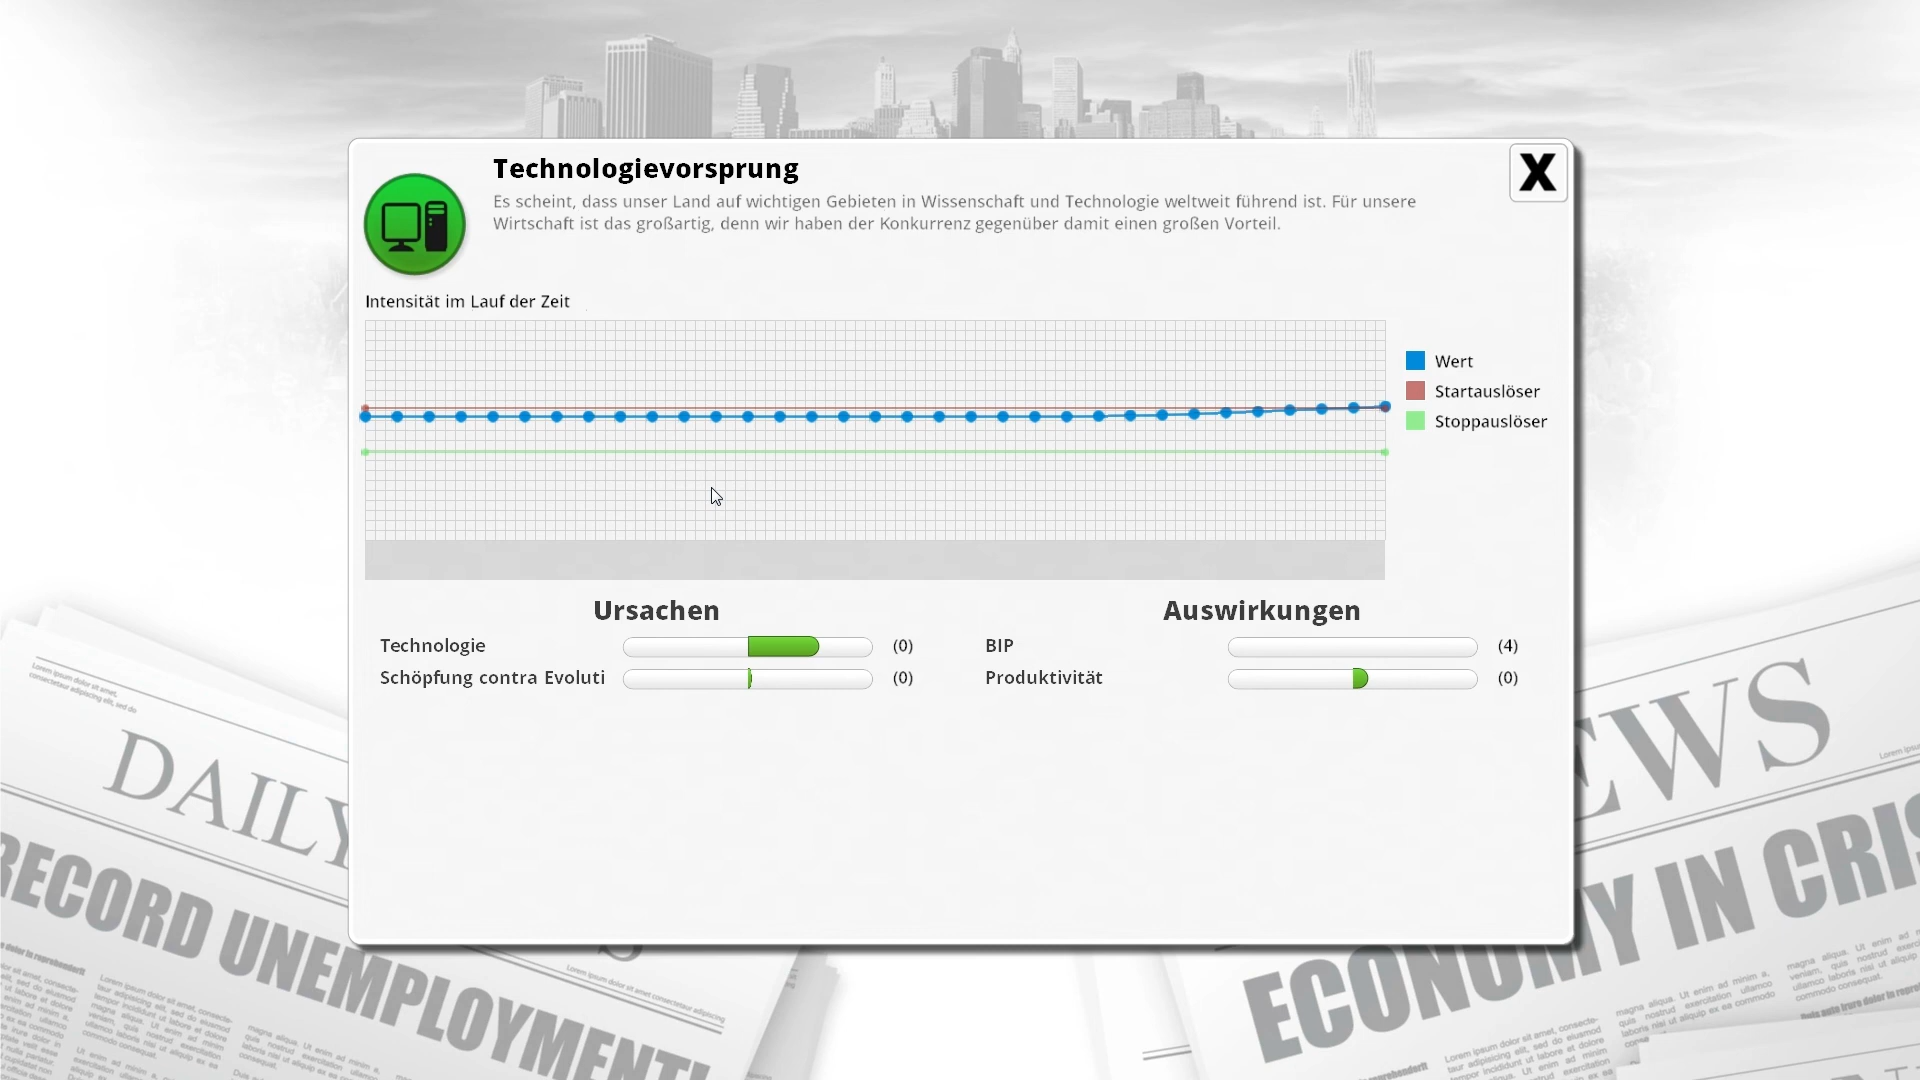 Technologievorsprung
X
Es scheint, dass unser Land auf wichtigen Gebieten in Wissenschaft und Technologie weltweit führend ist. Für unsere
Wirtschaft ist das großartig, denn wir haben der Konkurrenz gegenüber damit einen großen Vorteil.
Intensität im Lauf der Zeit
Wert
Startauslöser
Stoppauslöser
Ursachen
Auswirkungen
Technologie (0)
BIP (4)
Schöpfung contra Evoluti (0)
Produktivität (0)
DAILY
RECORD UNEMPLOYMENT
EWS
ECONOMY IN CRIS